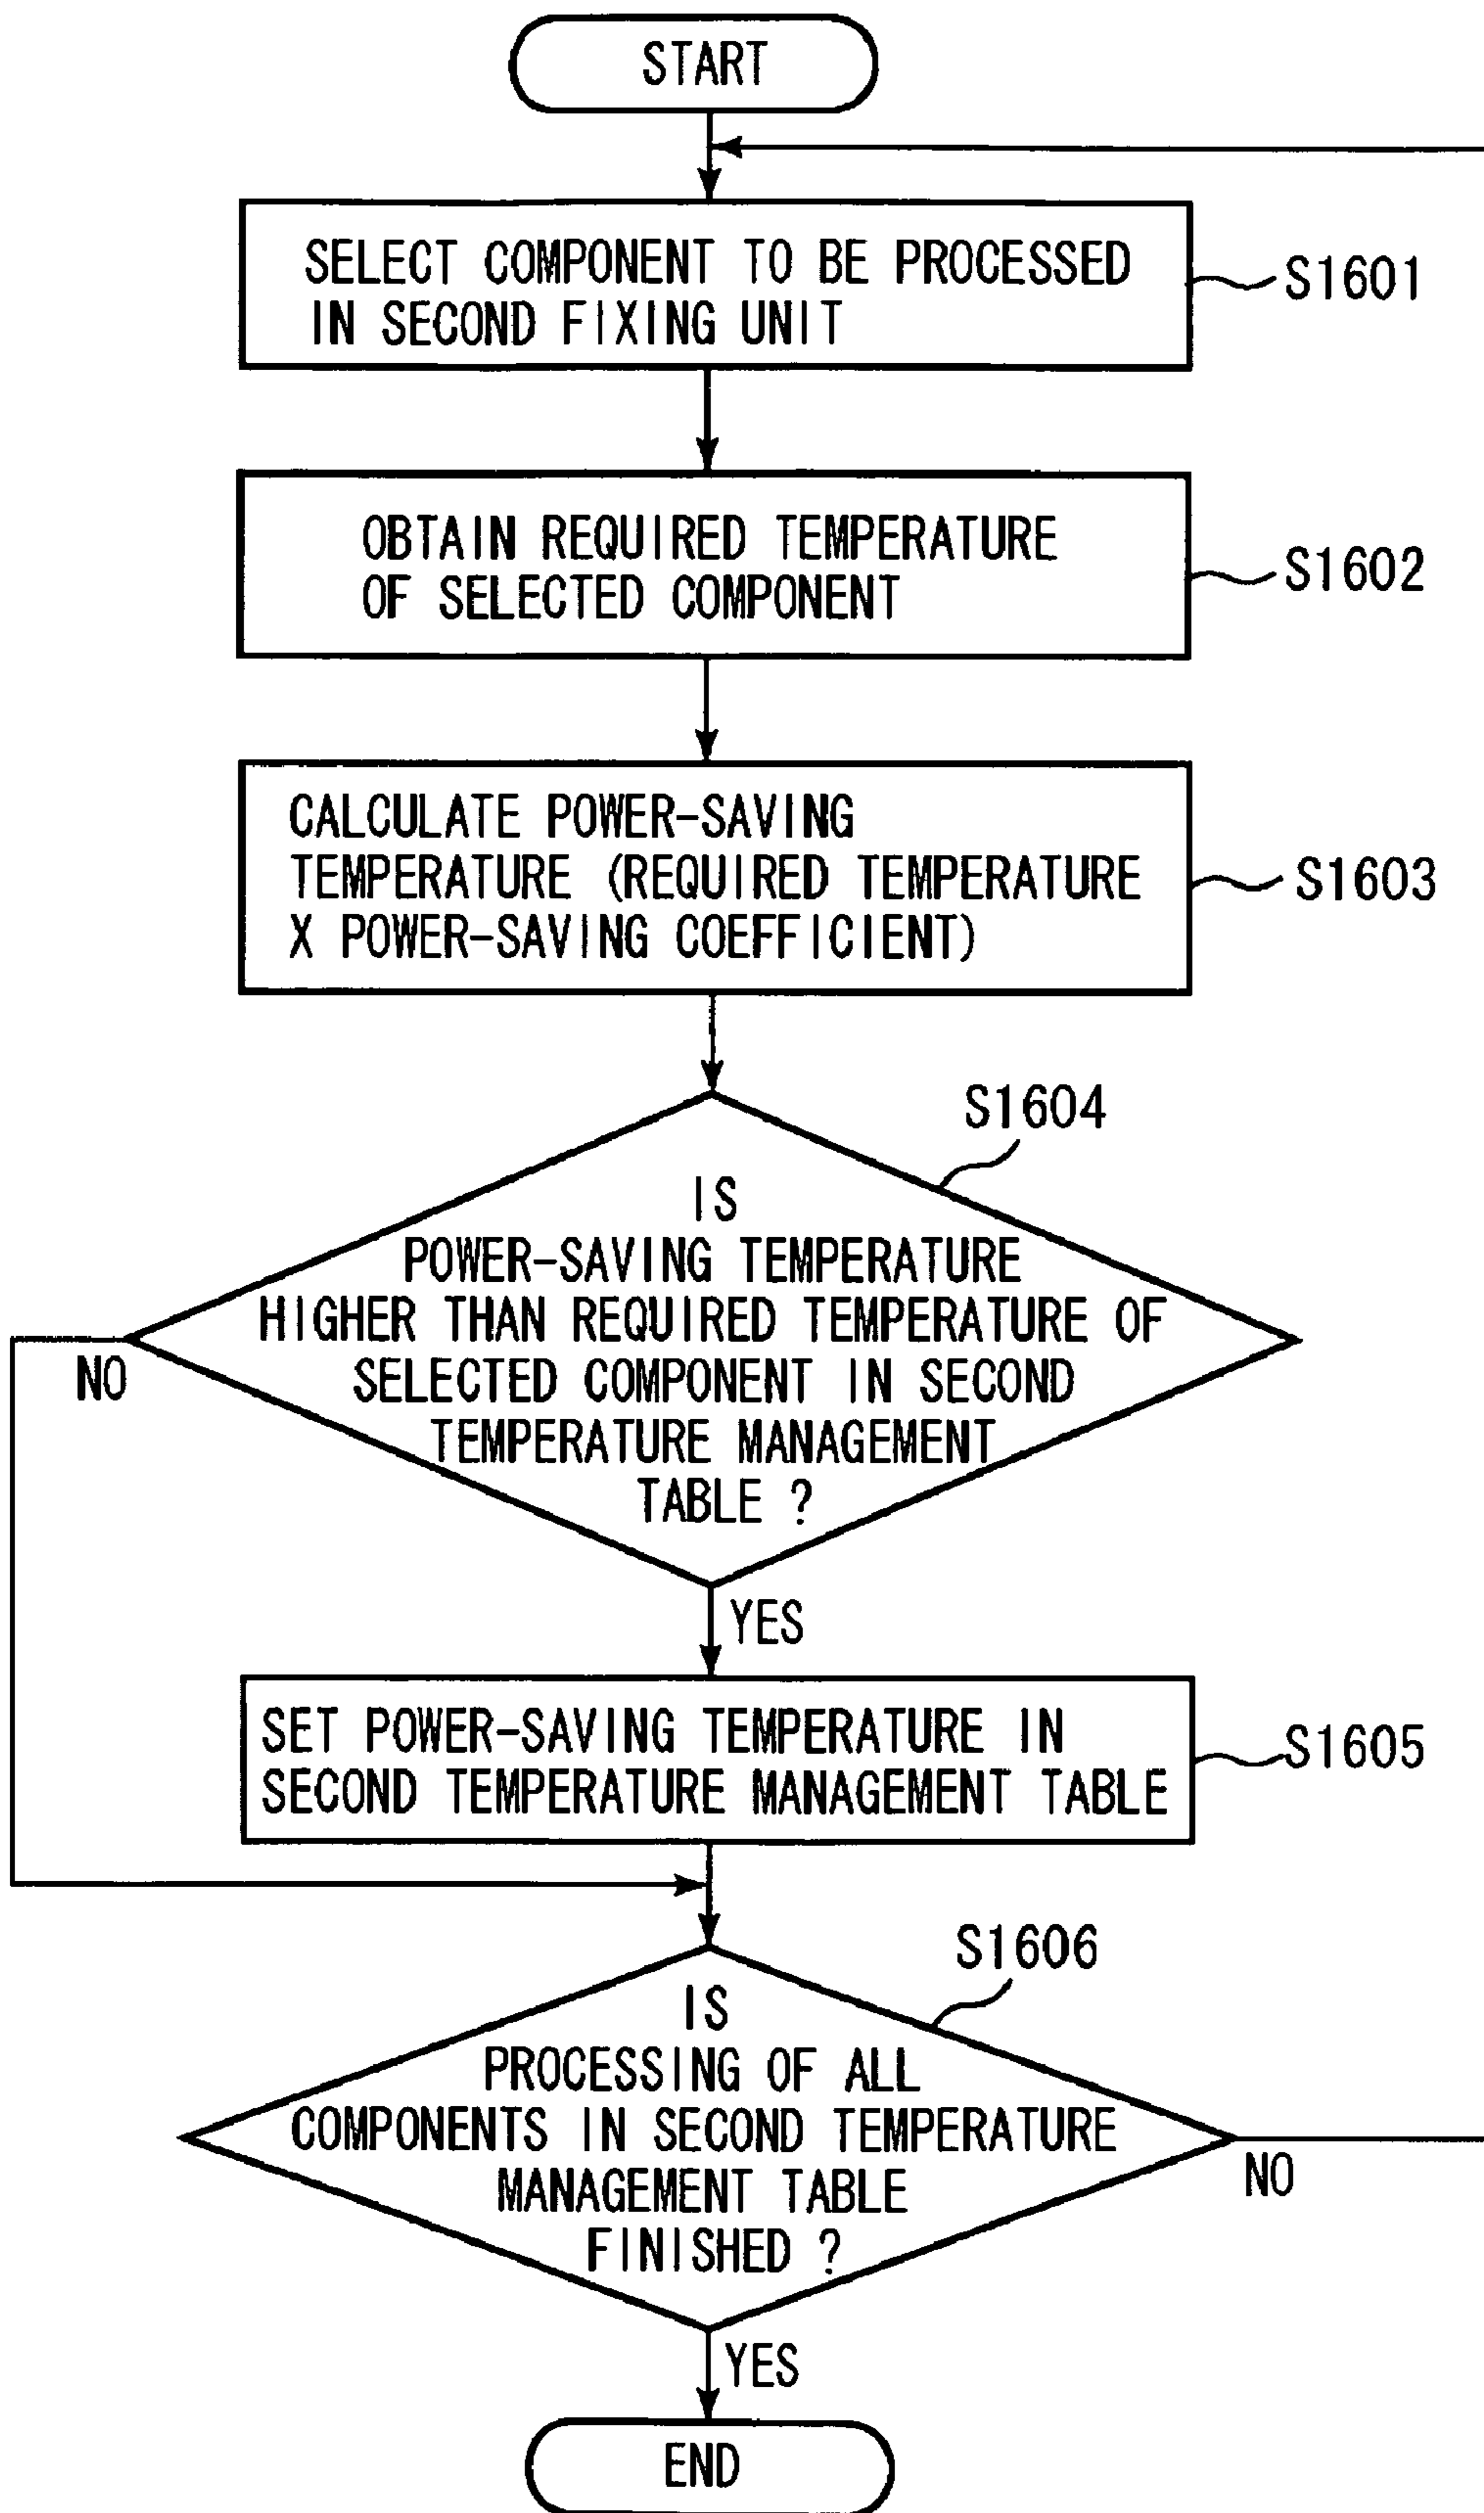 START
SELECT COMPONENT TO BE PROCESSED
IN SECOND FIXING UNIT
S1601
OBTAIN REQUIRED TEMPERATURE
OF SELECTED COMPONENT
S1602
CALCULATE POWER-SAVING
TEMPERATURE (REQUIRED TEMPERATURE
X POWER-SAVING COEFFICIENT)
S1603
S1604
IS
POWER-SAVING TEMPERATURE
HIGHER THAN REQUIRED TEMPERATURE OF
SELECTED COMPONENT IN SECOND
TEMPERATURE MANAGEMENT
TABLE ?
NO
YES
SET POWER-SAVING TEMPERATURE IN
SECOND TEMPERATURE MANAGEMENT TABLE
S1605
S1606
IS
PROCESSING OF ALL
COMPONENTS IN SECOND TEMPERATURE
MANAGEMENT TABLE
FINISHED ?
NO
YES
END